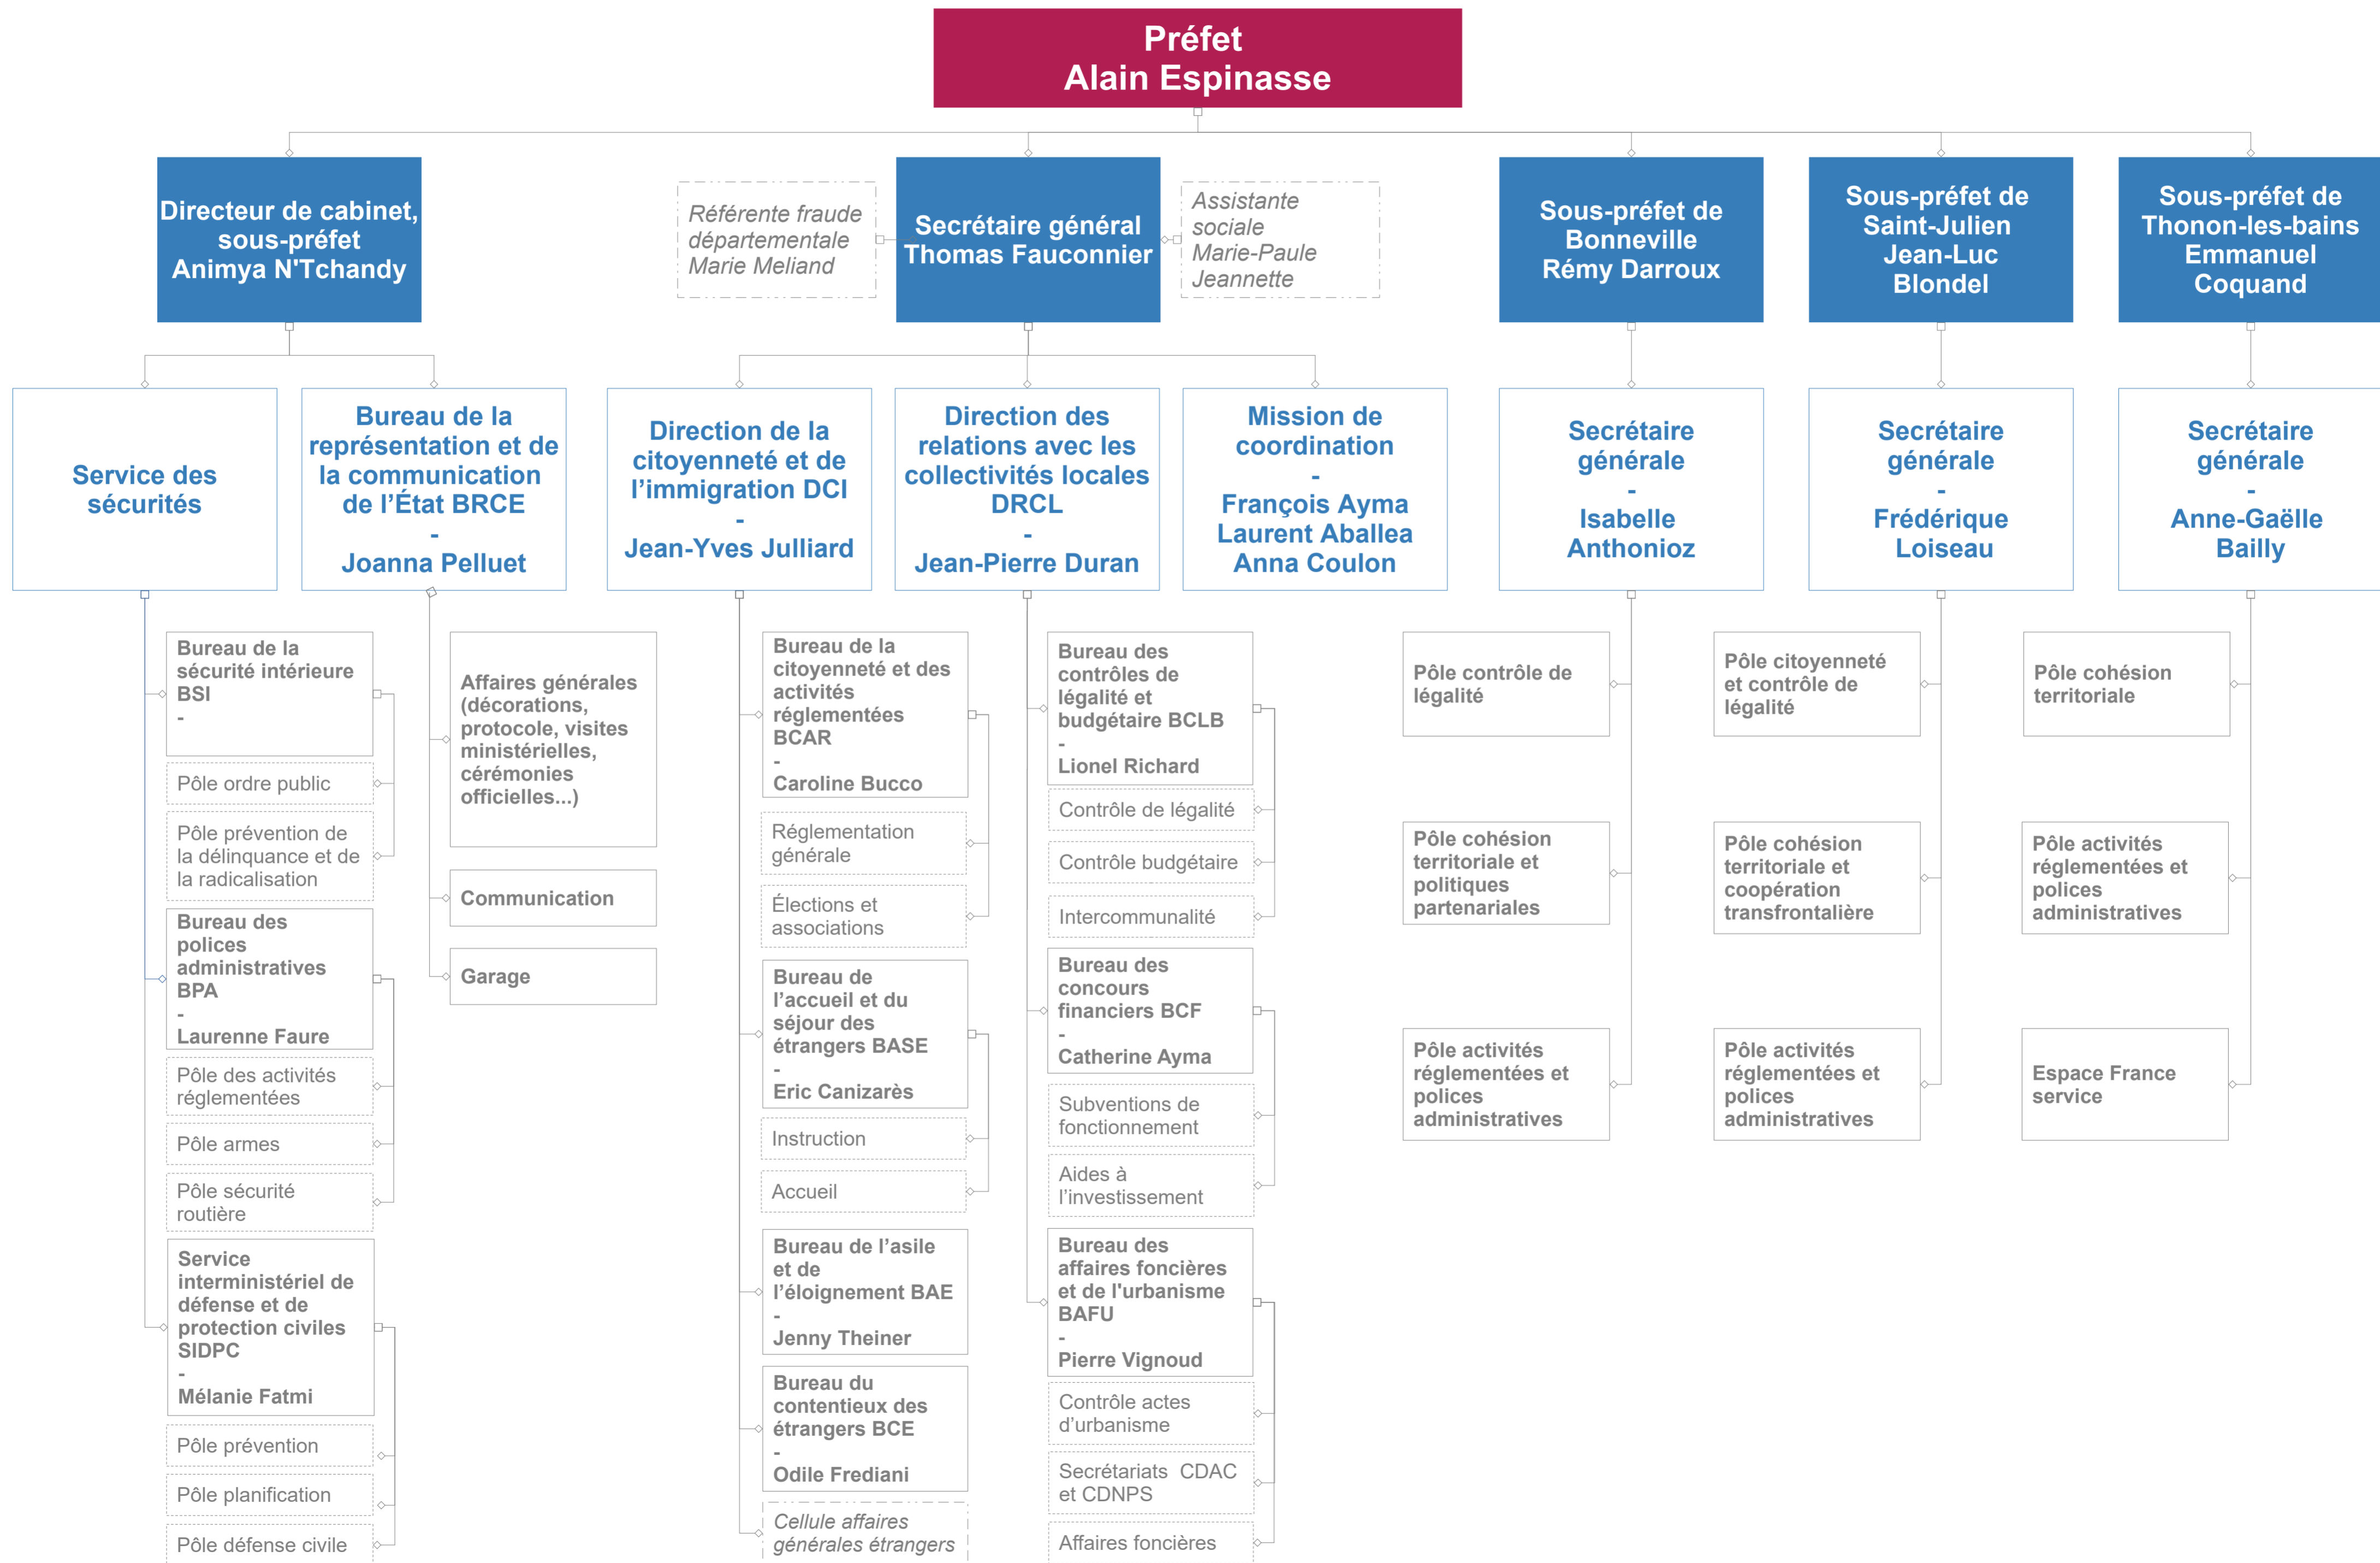 Préfet
Alain Espinasse
Directeur de cabinet,
sous-préfet
Animya N'Tchandy
Référente fraude
départementale
Marie Meliand
Secrétaire général
Thomas Fauconnier
Assistante
sociale
Marie-Paule
Jeannette
Sous-préfet de
Bonneville
Rémy Darroux
Sous-préfet de
Saint-Julien
Jean-Luc
Blondel
Sous-préfet de
Thonon-les-bains
Emmanuel
Coquand
Service des
sécurités
Bureau de la
représentation et de
la communication
de l’État BRCE
-
Joanna Pelluet
Direction de la
citoyenneté et de
l’immigration DCI
-
Jean-Yves Julliard
Direction des
relations avec les
collectivités locales
DRCL
-
Jean-Pierre Duran
Mission de
coordination
-
François Ayma
Laurent Aballea
Anna Coulon
Secrétaire
générale
-
Isabelle
Anthonioz
Secrétaire
générale
-
Frédérique
Loiseau
Secrétaire
générale
-
Anne-Gaëlle
Bailly
Bureau de la
sécurité intérieure
BSI
-
Pôle ordre public
Pôle prévention de
la délinquance et de
la radicalisation
Bureau des
polices
administratives
BPA
-
Laurenne Faure
Pôle des activités
réglementées
Pôle armes
Pôle sécurité
routière
Service
interministériel de
défense et de
protection civiles
SIDPC
-
Mélanie Fatmi
Pôle prévention
Pôle planification
Pôle défense civile
Affaires générales
(décorations,
protocole, visites
ministérielles,
cérémonies
officielles...)
Communication
Garage
Bureau de la
citoyenneté et des
activités
réglementées
BCAR
-
Caroline Bucco
Réglementation
générale
Élections et
associations
Bureau de
l’accueil et du
séjour des
étrangers BASE
-
Eric Canizarès
Instruction
Accueil
Bureau de l’asile
et de
l’éloignement BAE
-
Jenny Theiner
Bureau du
contentieux des
étrangers BCE
-
Odile Frediani
Cellule affaires
générales étrangers
Bureau des
contrôles de
légalité et
budgétaire BCLB
-
Lionel Richard
Contrôle de légalité
Contrôle budgétaire
Intercommunalité
Bureau des
concours
financiers BCF
-
Catherine Ayma
Subventions de
fonctionnement
Aides à
l’investissement
Bureau des
affaires foncières
et de l'urbanisme
BAFU
-
Pierre Vignoud
Contrôle actes
d’urbanisme
Secrétariats CDAC
et CDNPS
Affaires foncières
Pôle contrôle de
légalité
Pôle cohésion
territoriale et
politiques
partenariales
Pôle activités
réglementées et
polices
administratives
Pôle citoyenneté
et contrôle de
légalité
Pôle cohésion
territoriale et
coopération
transfrontalière
Pôle activités
réglementées et
polices
administratives
Pôle cohésion
territoriale
Pôle activités
réglementées et
polices
administratives
Espace France
service